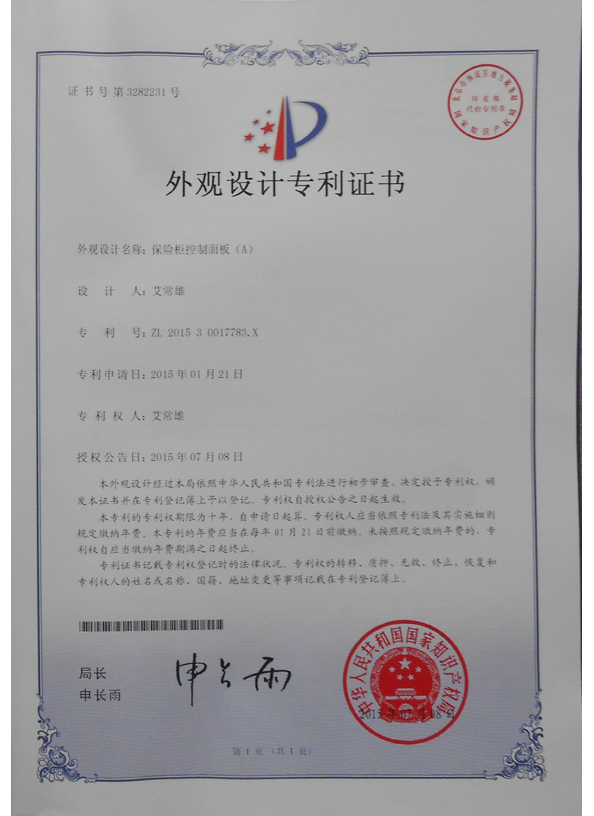 证书号第3282231号
外观设计专利证书
外观设计名称：保险柜控制面板（A）
设 计 人：艾常雄
专 利 号：ZL 2015 3 0017783.X
专利申请日：2015年01月21日
专 利 权 人：艾常雄
授权公告日：2015年07月08日
本外观设计经过本局依照中华人民共和国专利法进行初步审查，决定授予专利权，颁
发本证书并在专利登记簿上予以登记。专利权自授权公告之日起生效。
本专利的专利权期限为十年，自申请日起算。专利权人应当依照专利法及其实施细则
规定缴纳年费。本专利的年费应当在每年01月21日前缴纳。未按照规定缴纳年费的，专
利权自应当缴纳年费期满之日起终止。
专利证书记载专利权登记时的法律状况。专利权的转移、质押、无效、终止、恢复和
专利权人的姓名或名称、国籍、地址变更等事项记载在专利登记簿上。
局长
申长雨
申长雨
中华人民共和国国家知识产权局
2015年07月08日
第1页（共1页）